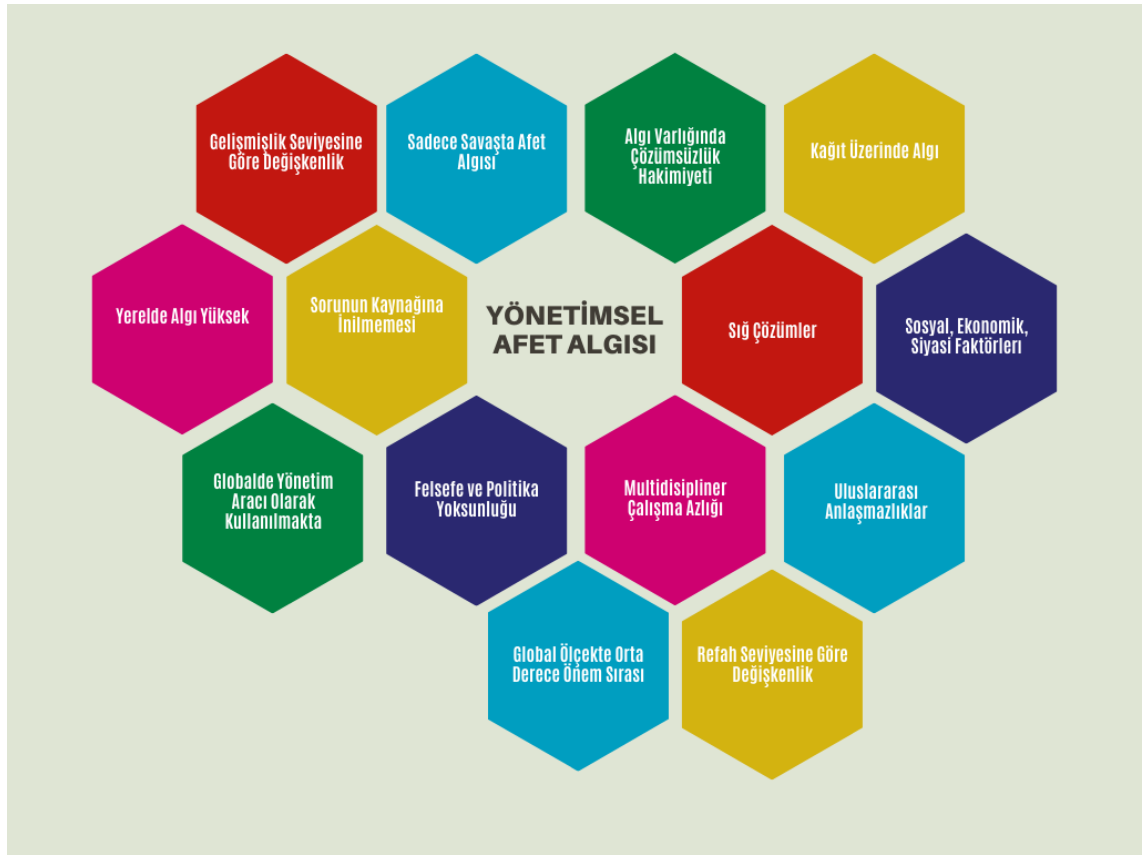 Gelişmişlik Seviyesine
Göre Değişkenlik
Sadece Savaşta Afet
Algısı
Algı Varlığında
Çözümsüzlük
Hakimiyeti
Kağıt Üzerinde Algı
Yerelde Algı Yüksek
Sorunun Kaynağına
İnilmemesi
YÖNETİMSEL
AFET ALGISI
Sığ Çözümler
Sosyal, Ekonomik,
Siyasi Faktörlerı
Globalde Yönetim
Aracı Olarak
Kullanılmakta
Felsefe ve Politika
Yoksunluğu
Multidisipliner
Çalışma Azlığı
Uluslararası
Anlaşmazlıklar
Global Ölçekte Orta
Derece Önem Sırası
Refah Seviyesine Göre
Değişkenlik